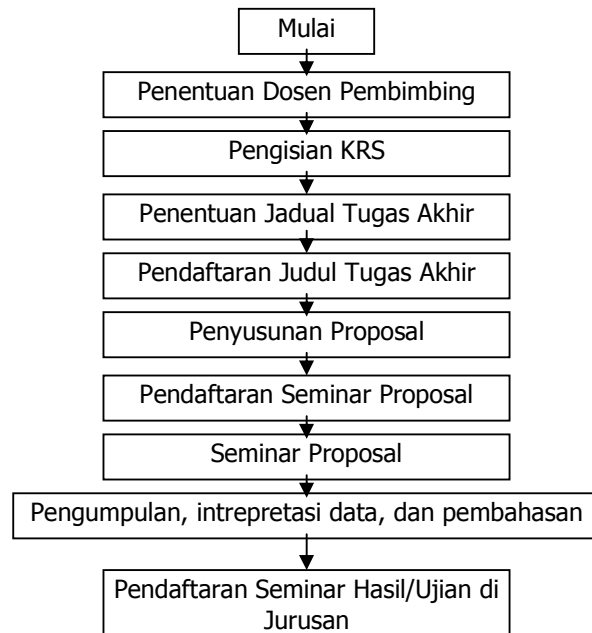 Mulai
Penentuan Dosen Pembimbing
Pengisian KRS
Penentuan Jadual Tugas Akhir
Pendaftaran Judul Tugas Akhir
Penyusunan Proposal
Pendaftaran Seminar Proposal
Seminar Proposal
Pengumpulan, intrepretasi data, dan pembahasan
Pendaftaran Seminar Hasil/Ujian di
Jurusan